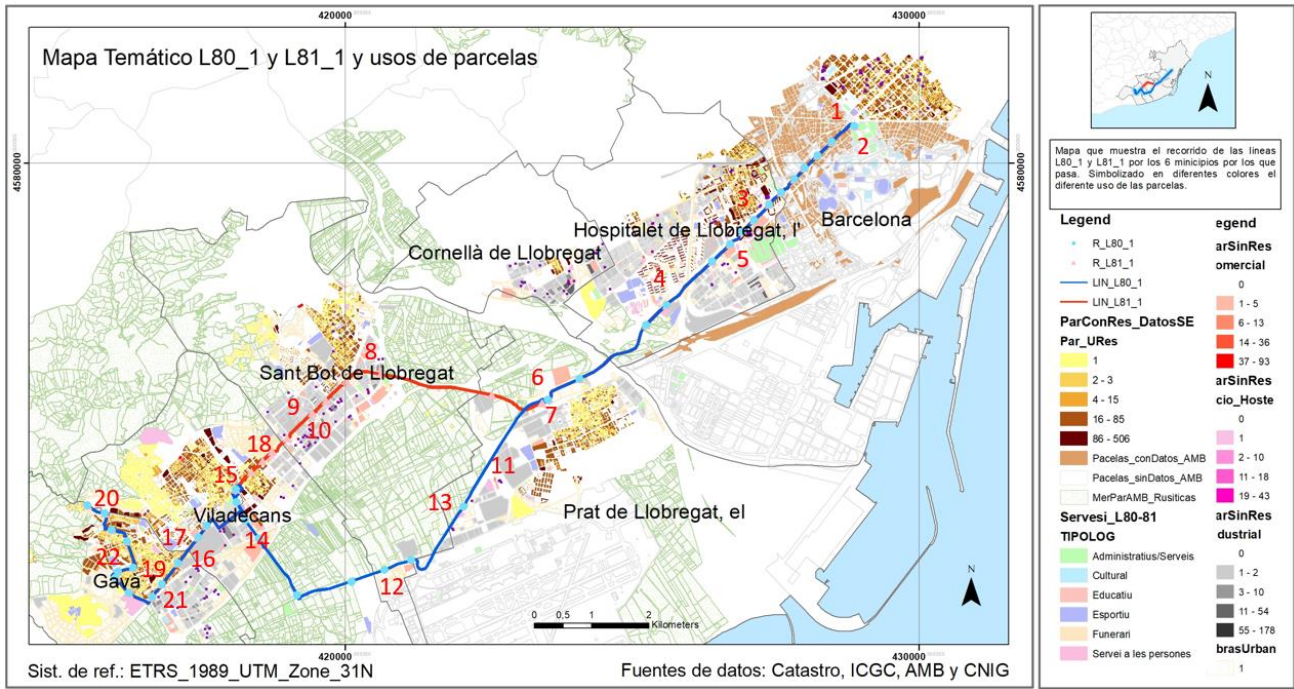 420000
430000
Mapa Temático L80_1 y L81_1 y usos de parcelas
1
2
4580000
4580000
3
Barcelona
Hospitalet de Llobregat, l'
Cornellà de Llobregat
5
4
8
Sant Boi de Llobregat
6
7
9
10
18
11
15
13
20
Viladecans
Prat de Llobregat, el
17
14
22
16
19
12
Gavà
21
N
0 0,5 1 2
Kilometers
420000
430000
Sist. de ref.: ETRS_1989_UTM_Zone_31N
Fuentes de datos: Catastro, ICGC, AMB y CNIG
N
Mapa que muestra el recorrido de las lineas
L80_1 y L81_1 por los 6 minicipios por los que
pasa. Simbolizado en diferentes colores el
diferente uso de las parcelas.
Legend
R_L80_1
R_L81_1
LIN_L80_1
LIN_L81_1
ParConRes_DatosSE
Par_URes
1
2 - 3
4 - 15
16 - 85
86 - 506
Pacelas_conDatos_AMB
Pacelas_sinDatos_AMB
MerParAMB_Rusiticas
Servesi_L80-81
TIPOLOG
Administratius/Serveis
Cultural
Educatiu
Esportiu
Funerari
Servei a les persones
egend
arSinRes
omercial
0
1 - 5
6 - 13
14 - 36
37 - 93
arSinRes
cio_Hoste
0
1
2 - 10
11 - 18
19 - 43
arSinRes
dustrial
0
1 - 2
3 - 10
11 - 54
55 - 178
brasUrban
1